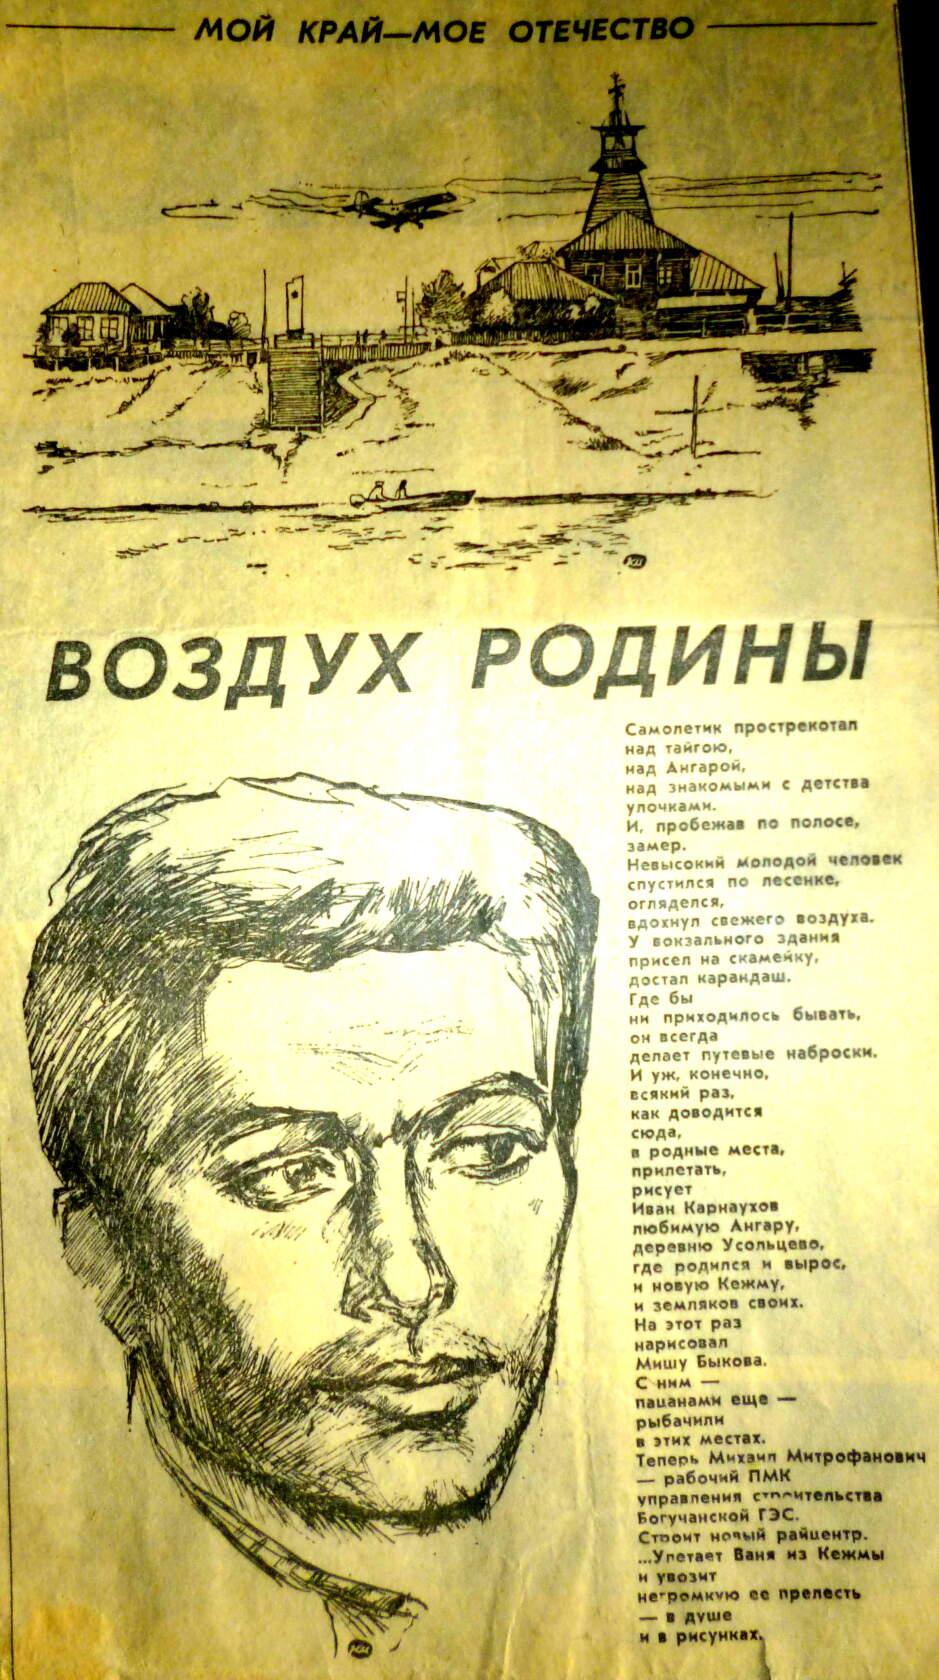 МОЙ КРАЙ—МОЕ ОТЕЧЕСТВО
ВОЗДУХ РОДИНЫ
Самолетик прострекотал
над тайгою,
над Ангарой,
над знакомыми с детства
улочками.
И, пробежав по полосе,
замер.
Невысокий молодой человек
спустился по лесенке,
огляделся,
вдохнул свежего воздуха.
У вокзального здания
присел на скамейку,
достал карандаш.
Где бы
ни приходилось бывать,
он всегда
делает путевые наброски.
И уж, конечно,
всякий раз,
как доводится
сюда,
в родные места,
прилетать,
рисует
Иван Карнаухов
любимую Ангару,
деревню Усольцево,
где родился и вырос,
и новую Кежму,
и земляков своих.
На этот раз
нарисовал
Мишу Быкова.
С ним —
пацанами еще —
рыбачили
в этих местах.
Теперь Михаил Митрофанович
— рабочий ПМК
управления строительства
Богучанской ГЭС.
Строит новый райцентр.
...Улетает Ваня из Кежмы
и увозит
негромкую ее прелесть
— в душе
и в рисунках.